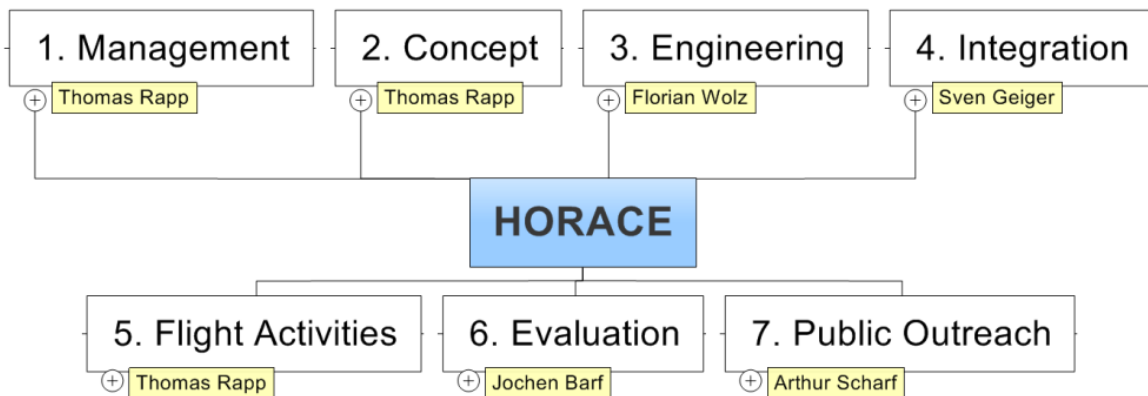 1. Management
2. Concept
3. Engineering
4. Integration
Thomas Rapp
Thomas Rapp
Florian Wolz
Sven Geiger
HORACE
5. Flight Activities
6. Evaluation
7. Public Outreach
Thomas Rapp
Jochen Barf
Arthur Scharf